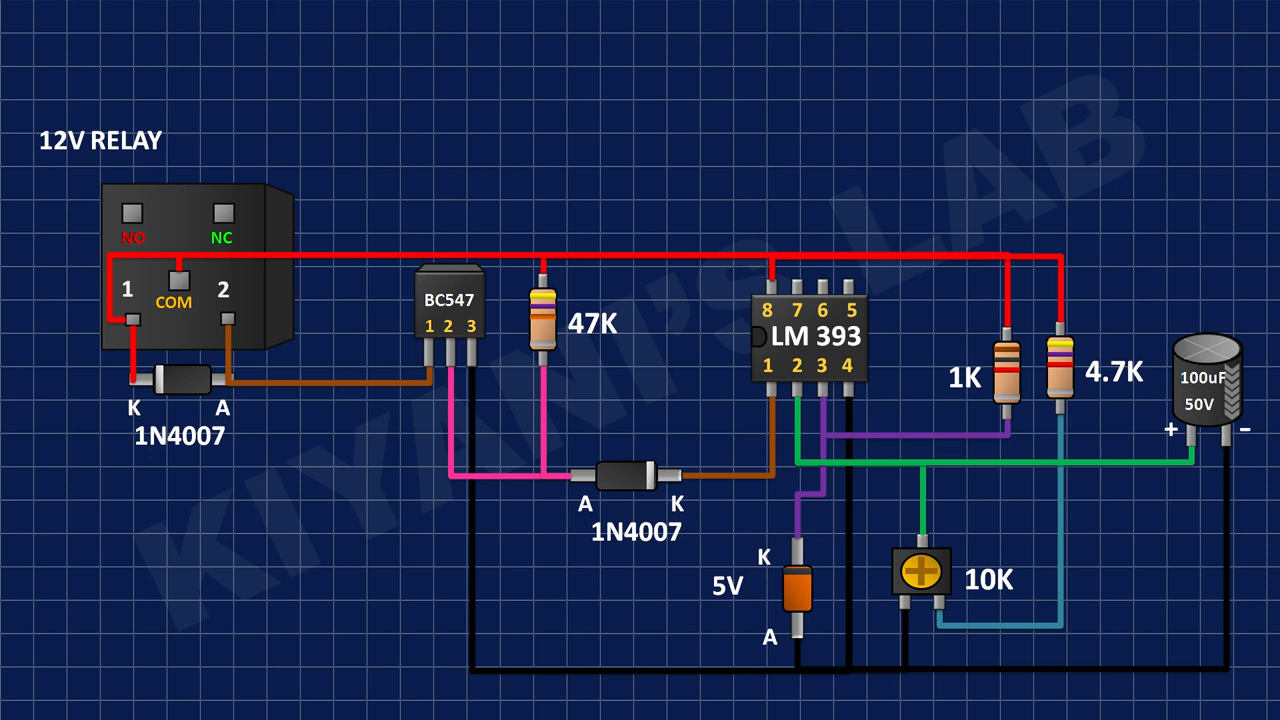 12V RELAY
NO
NC
1
COM
2
K
A
1N4007
BC547
1 2 3
47K
8 7 6 5
LM 393
1 2 3 4
1K
4.7K
100uF
50V
+ −
A
K
1N4007
K
5V
A
10K
KIYANI'S LAB